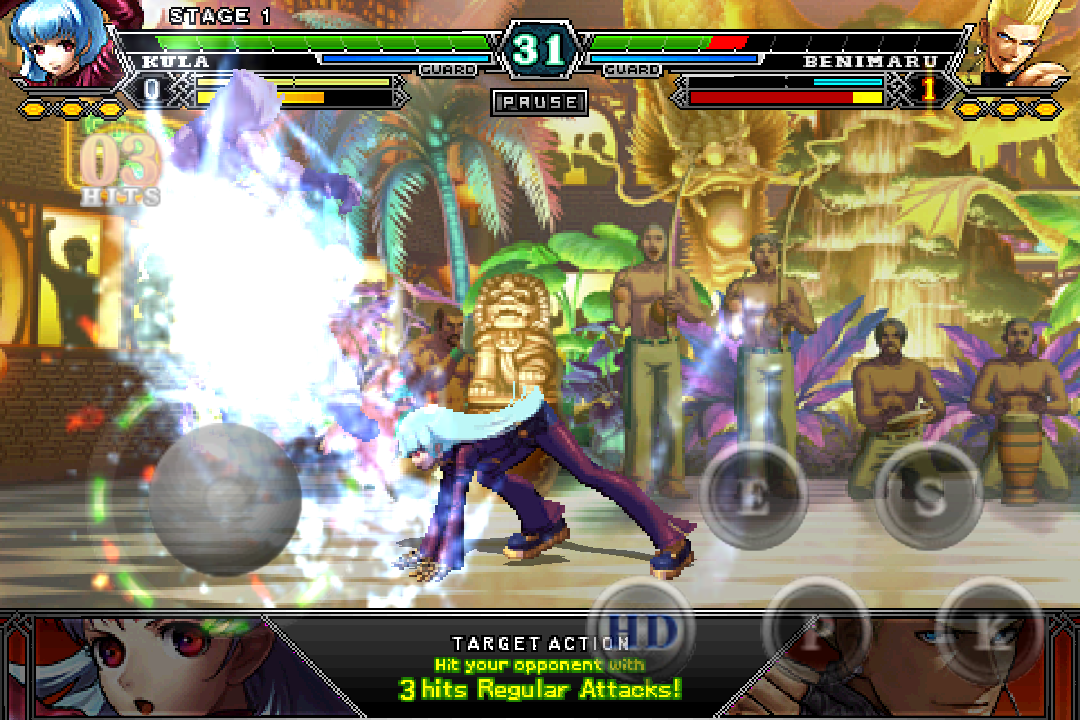 STAGE 1
31
KULA
GUARD
GUARD
BENIMARU
0
PAUSE
1
03
HITS
E
S
HD
P
K
TARGET ACTION
Hit your opponent with
3 hits Regular Attacks!